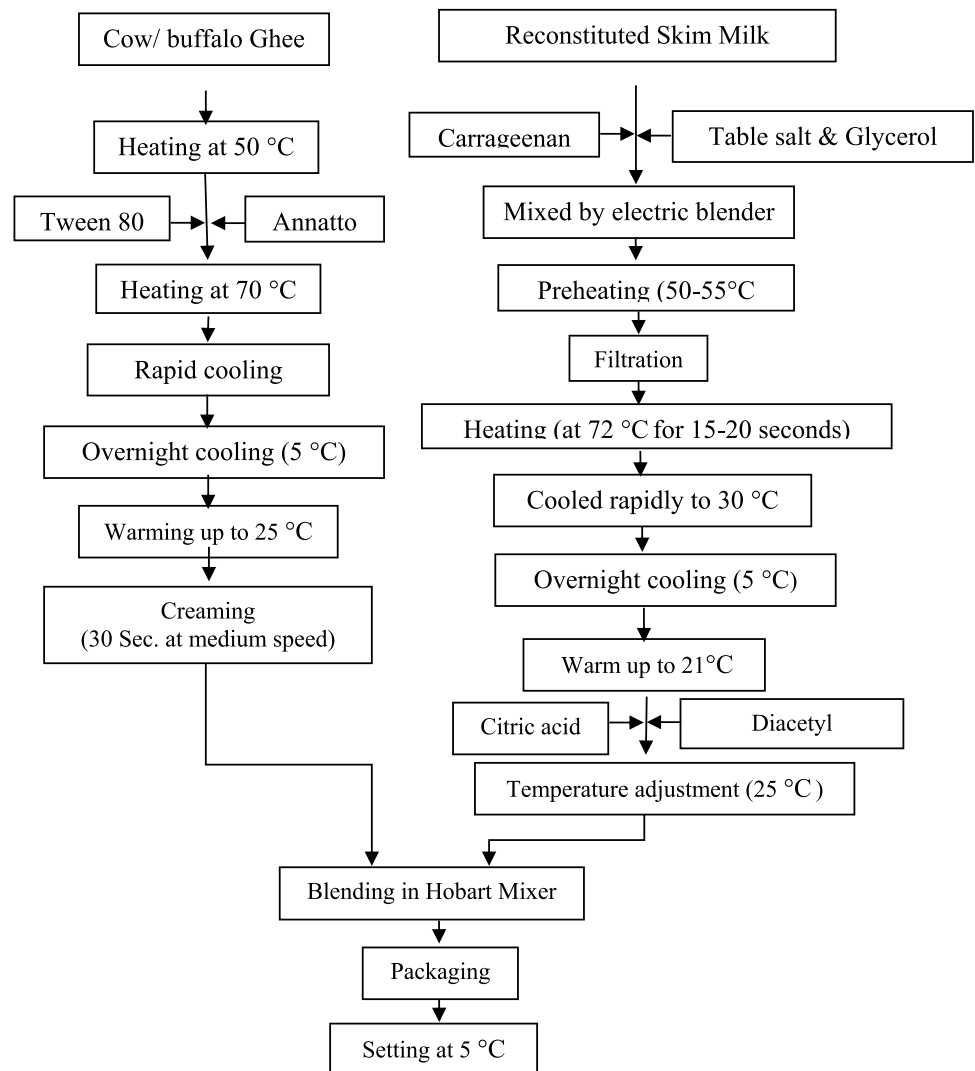 Cow/ buffalo Ghee
Heating at 50 °C
Tween 80
Annatto
Heating at 70 °C
Rapid cooling
Overnight cooling (5 °C)
Warming up to 25 °C
Creaming
(30 Sec. at medium speed)
Reconstituted Skim Milk
Carrageenan
Table salt & Glycerol
Mixed by electric blender
Preheating (50-55°C
Filtration
Heating (at 72 °C for 15-20 seconds)
Cooled rapidly to 30 °C
Overnight cooling (5 °C)
Warm up to 21°C
Citric acid
Diacetyl
Temperature adjustment (25 °C )
Blending in Hobart Mixer
Packaging
Setting at 5 °C